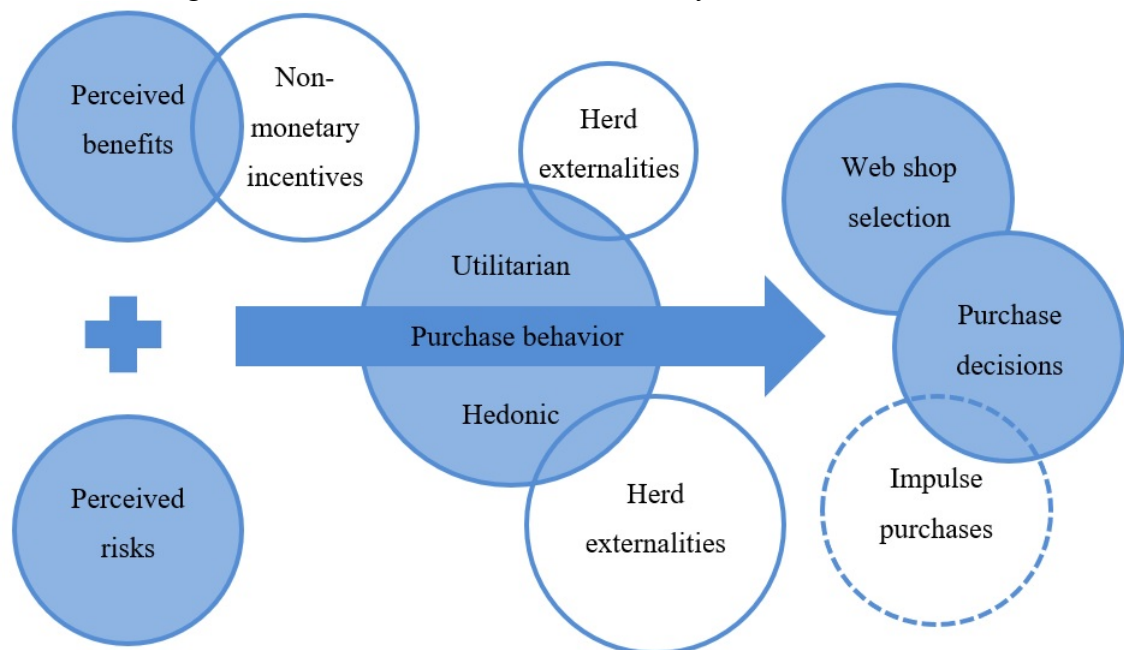 Perceived
benefits
Non-
monetary
incentives
Herd
externalities
Web shop
selection
Utilitarian
Purchase behavior
Purchase
decisions
Hedonic
Perceived
risks
Herd
externalities
Impulse
purchases